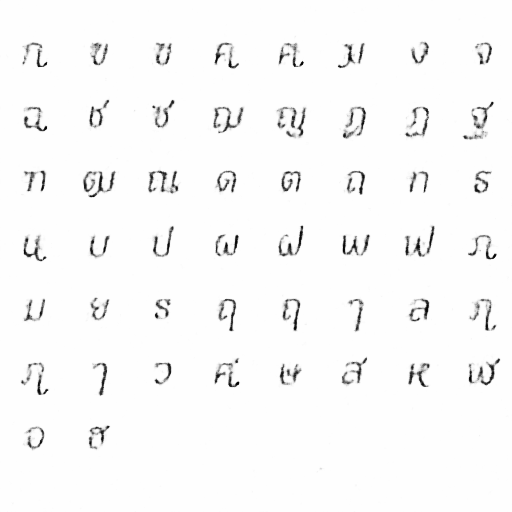 ก ข ฃ ค ฅ ฆ ง จ
ฉ ช ซ ฌ ญ ฎ ฏ ฐ
ฑ ฒ ณ ด ต ถ ท ธ
น บ ป ผ ฝ พ ฟ ภ
ม ย ร ฤ ฤ ๅ ล ฦ
ฦ ๅ ว ศ ษ ส ห ฬ
อ ฮ